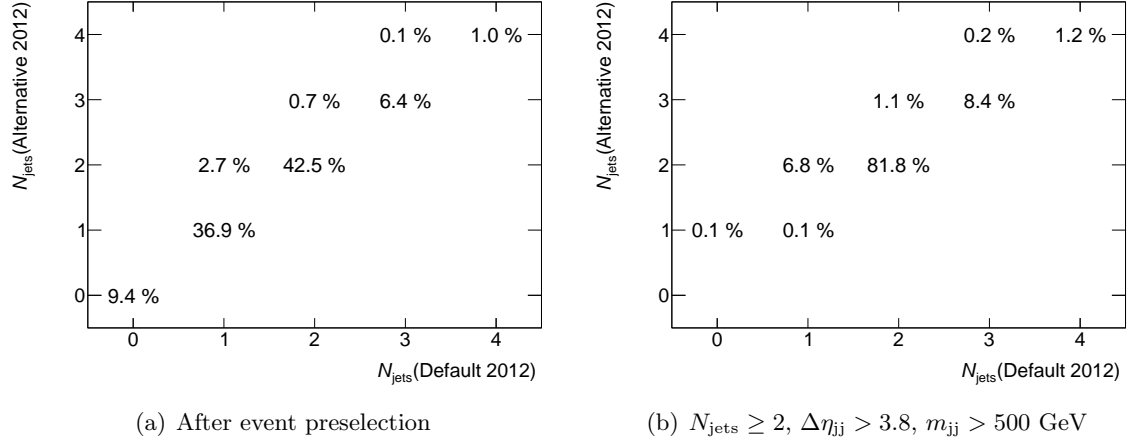 N_jets(Alternative 2012)
4 0.1 % 1.0 %
3 0.7 % 6.4 %
2 2.7 % 42.5 %
1 36.9 %
0 9.4 %
0 1 2 3 4
N_jets(Default 2012)
(a) After event preselection
N_jets(Alternative 2012)
4 0.2 % 1.2 %
3 1.1 % 8.4 %
2 6.8 % 81.8 %
1 0.1 % 0.1 %
0
0 1 2 3 4
N_jets(Default 2012)
(b) N_jets ≥ 2, Δη_jj > 3.8, m_jj > 500 GeV